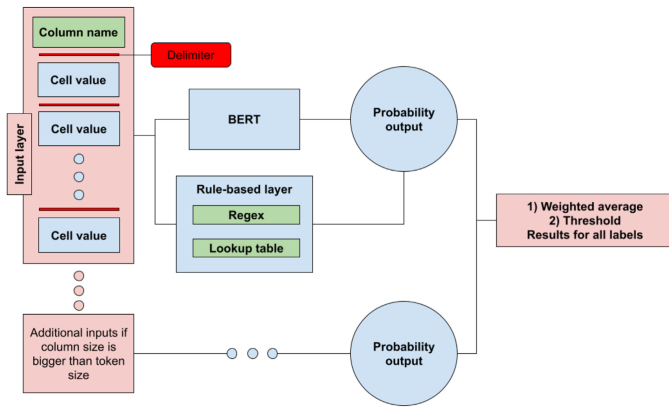 Column name
Delimiter
Cell value
Cell value
Cell value
Input layer
BERT
Probability
output
Rule-based layer
Regex
Lookup table
1) Weighted average
2) Threshold
Results for all labels
Additional inputs if
column size is
bigger than token
size
Probability
output